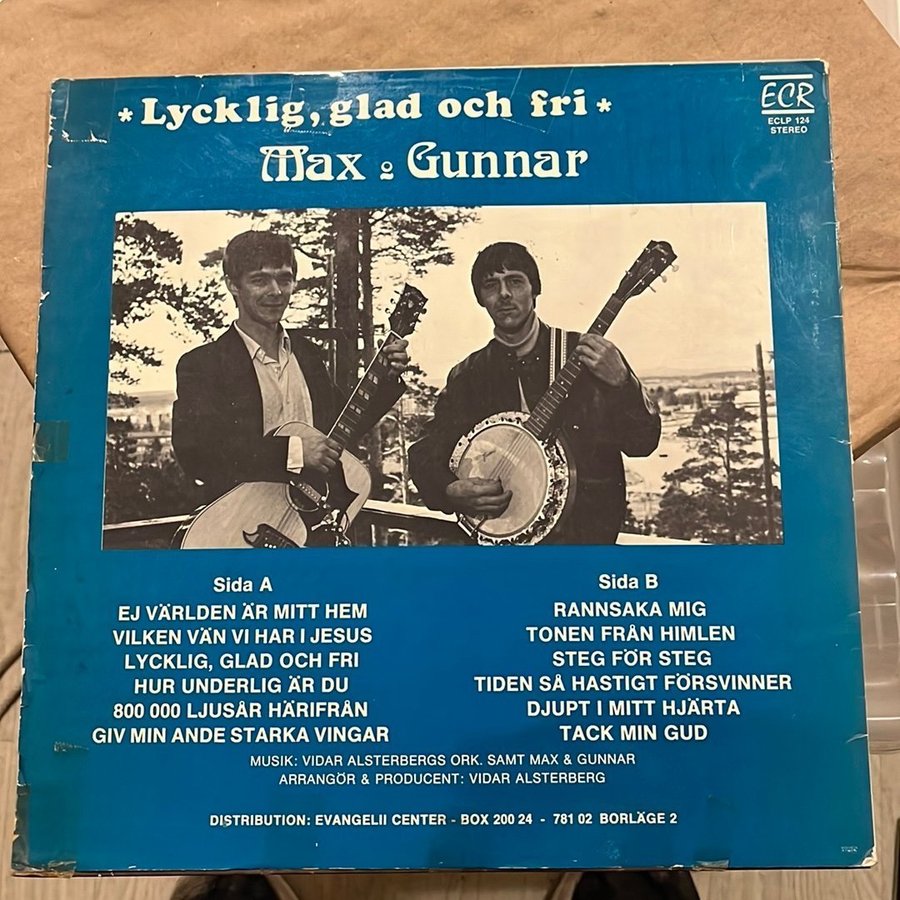 * Lycklig, glad och fri *
Max o Gunnar
ECR
ECLP 124
STEREO
Sida A
EJ VÄRLDEN ÄR MITT HEM
VILKEN VÄN VI HAR I JESUS
LYCKLIG, GLAD OCH FRI
HUR UNDERLIG ÄR DU
800 000 LJUSÅR HÄRIFRÅN
GIV MIN ANDE STARKA VINGAR
Sida B
RANNSAKA MIG
TONEN FRÅN HIMLEN
STEG FÖR STEG
TIDEN SÅ HASTIGT FÖRSVINNER
DJUPT I MITT HJÄRTA
TACK MIN GUD
MUSIK: VIDAR ALSTERBERGS ORK. SAMT MAX & GUNNAR
ARRANGÖR & PRODUCENT: VIDAR ALSTERBERG
DISTRIBUTION: EVANGELII CENTER - BOX 200 24 - 781 02 BORLÄGE 2